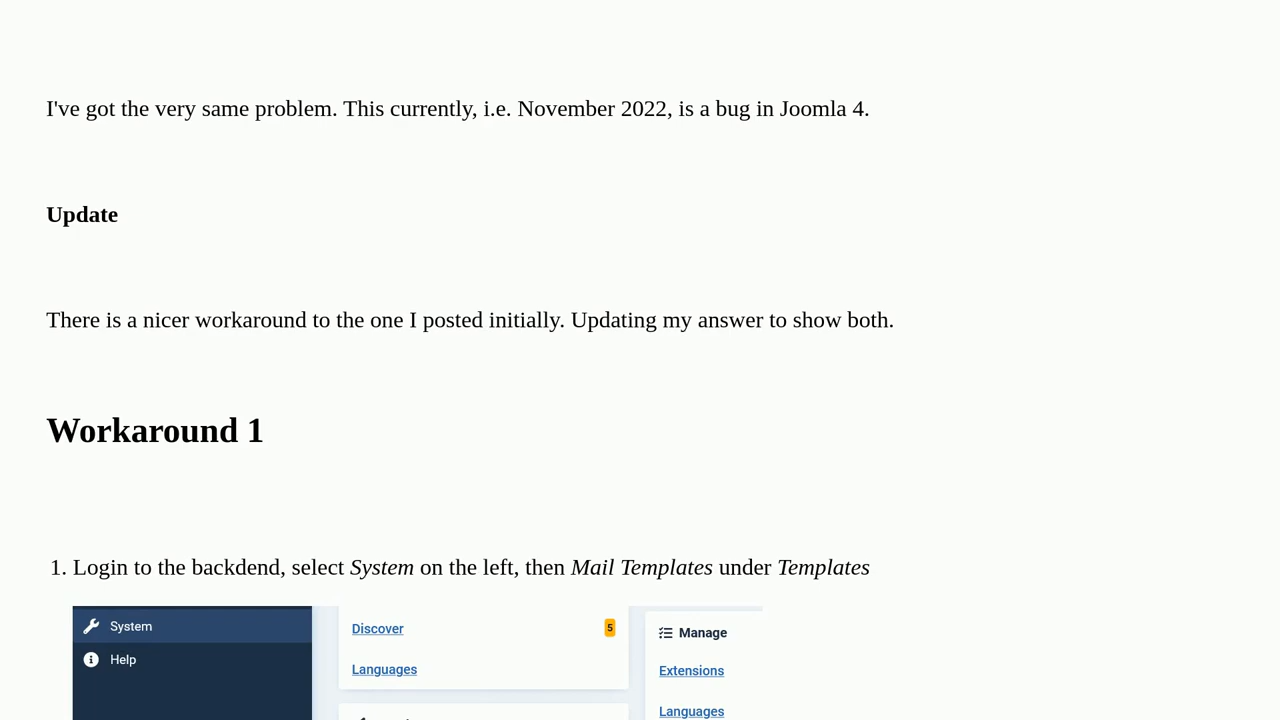 I've got the very same problem. This currently, i.e. November 2022, is a bug in Joomla 4.
Update
There is a nicer workaround to the one I posted initially. Updating my answer to show both.
Workaround 1
1. Login to the backdend, select System on the left, then Mail Templates under Templates
System
Help
Discover
5
Languages
Manage
Extensions
Languages